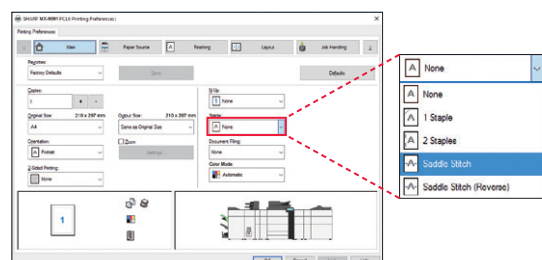 SHARP MX-8081 PCL6 Printing Preferences
Printing Preferences
Main
Paper Source
Finishing
Layout
Job Handling
Favorites:
Factory Defaults
Save
Defaults
Copies:
1
+
-
N-Up:
1 None
Original Size:
210 x 297 mm
Output Size:
210 x 297 mm
Staple:
A4
Same as Original Size
None
Orientation:
Zoom
Document Filing:
Portrait
Settings...
None
2-Sided Printing:
Color Mode:
None
Automatic
1
None
None
1 Staple
2 Staples
Saddle Stitch
Saddle Stitch (Reverse)